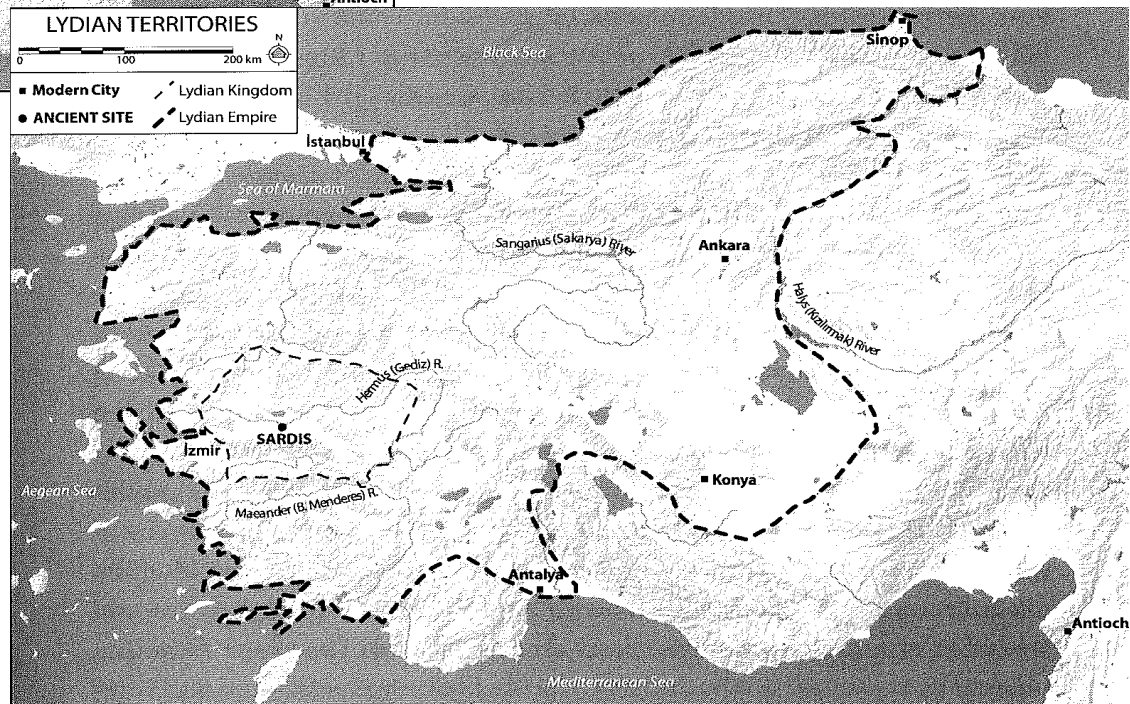 Antioch
LYDIAN TERRITORIES
N
0 100 200 km
Modern City
Lydian Kingdom
ANCIENT SITE
Lydian Empire
Black Sea
Sinop
İstanbul
Sea of Marmara
Sangarius (Sakarya) River
Ankara
Halys (Kızılırmak) River
Hermus (Gediz) R.
SARDIS
İzmir
Aegean Sea
Konya
Maeander (B. Menderes) R.
Antalya
Antioch
Mediterranean Sea